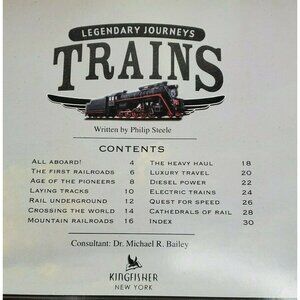 LEGENDARY JOURNEYS
TRAINS
Written by Philip Steele
CONTENTS
ALL ABOARD! 4
THE FIRST RAILROADS 6
AGE OF THE PIONEERS 8
LAYING TRACKS 10
RAIL UNDERGROUND 12
CROSSING THE WORLD 14
MOUNTAIN RAILROADS 16
THE HEAVY HAUL 18
LUXURY TRAVEL 20
DIESEL POWER 22
ELECTRIC TRAINS 24
QUEST FOR SPEED 26
CATHEDRALS OF RAIL 28
INDEX 30
Consultant: Dr. Michael R. Bailey
KINGFISHER
NEW YORK